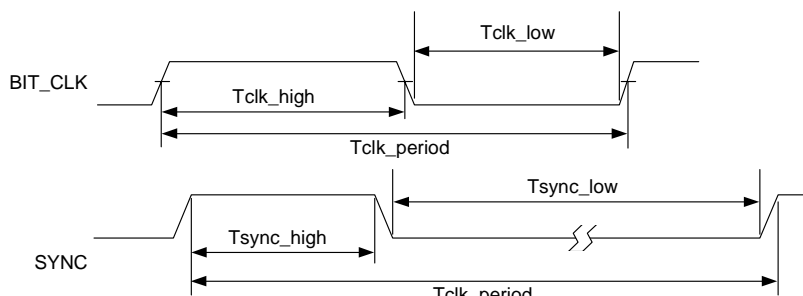 Tclk_low
BIT_CLK
Tclk_high
Tclk_period
Tsync_low
Tsync_high
SYNC
Tclk_period